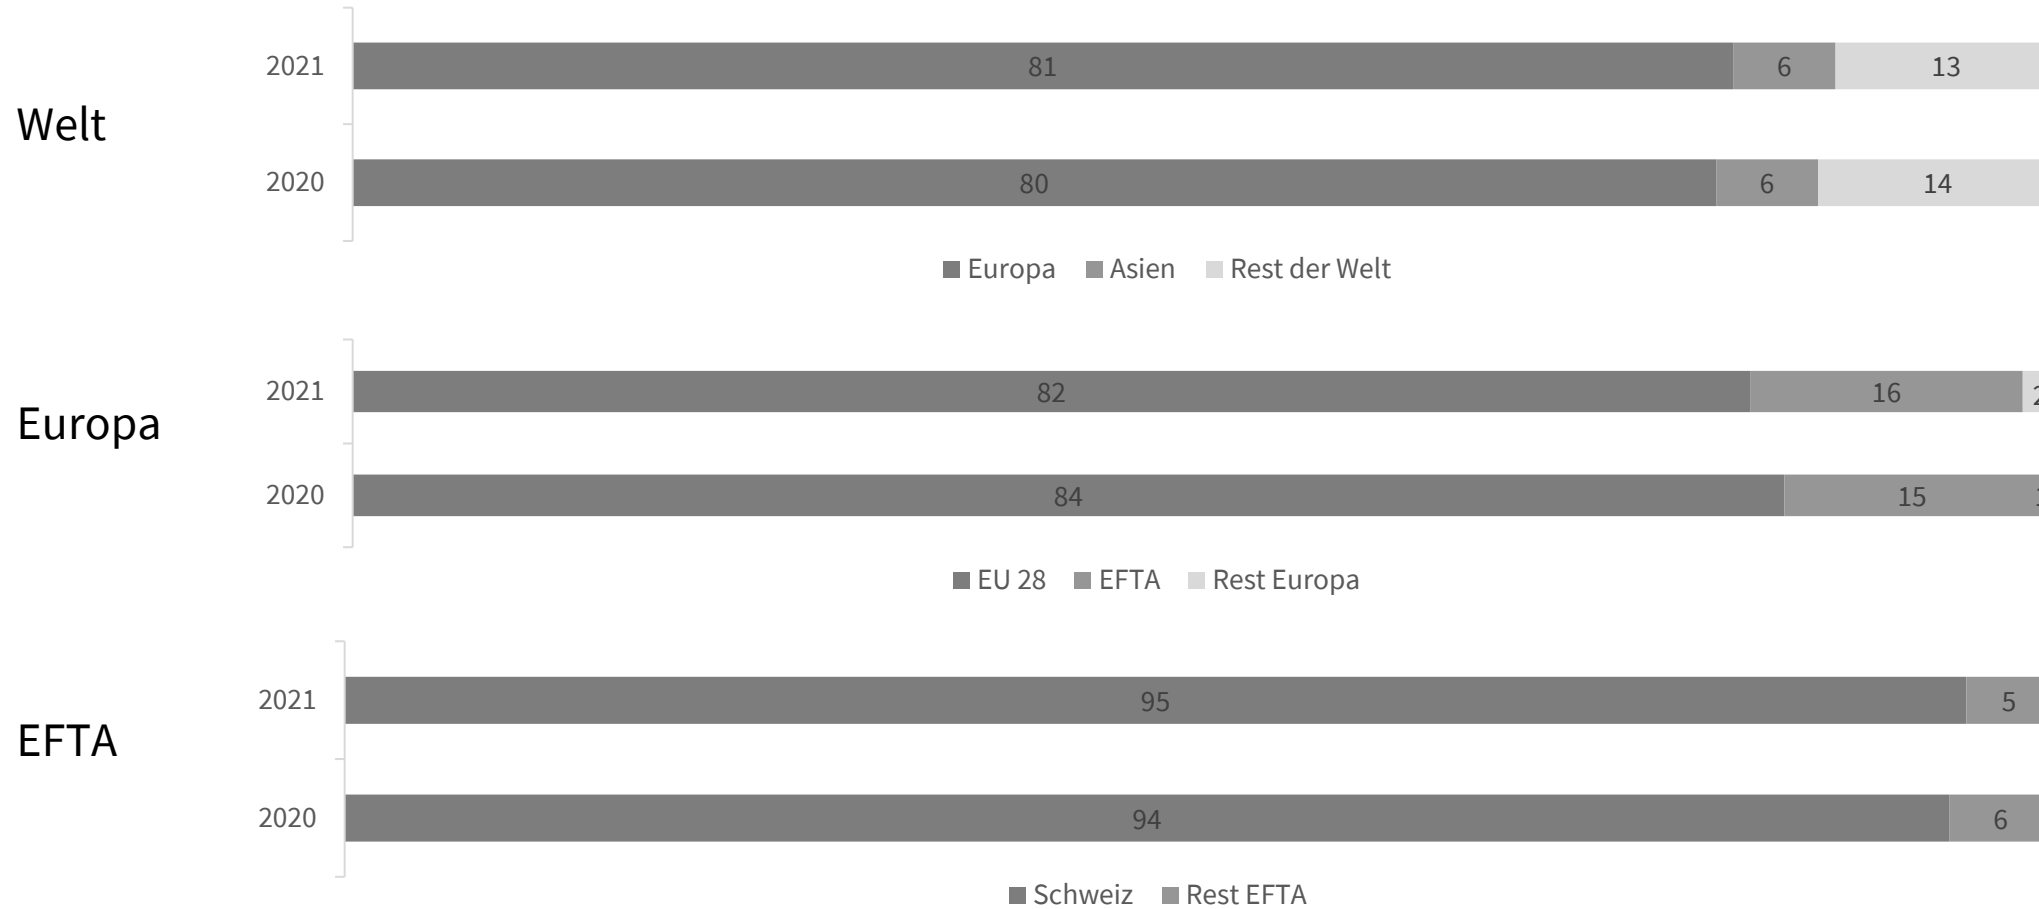 Welt
2021 81 6 13
2020 80 6 14
Europa Asien Rest der Welt
Europa
2021 82 16 2
2020 84 15
EU 28 EFTA Rest Europa
EFTA
2021 95 5
2020 94 6
Schweiz Rest EFTA